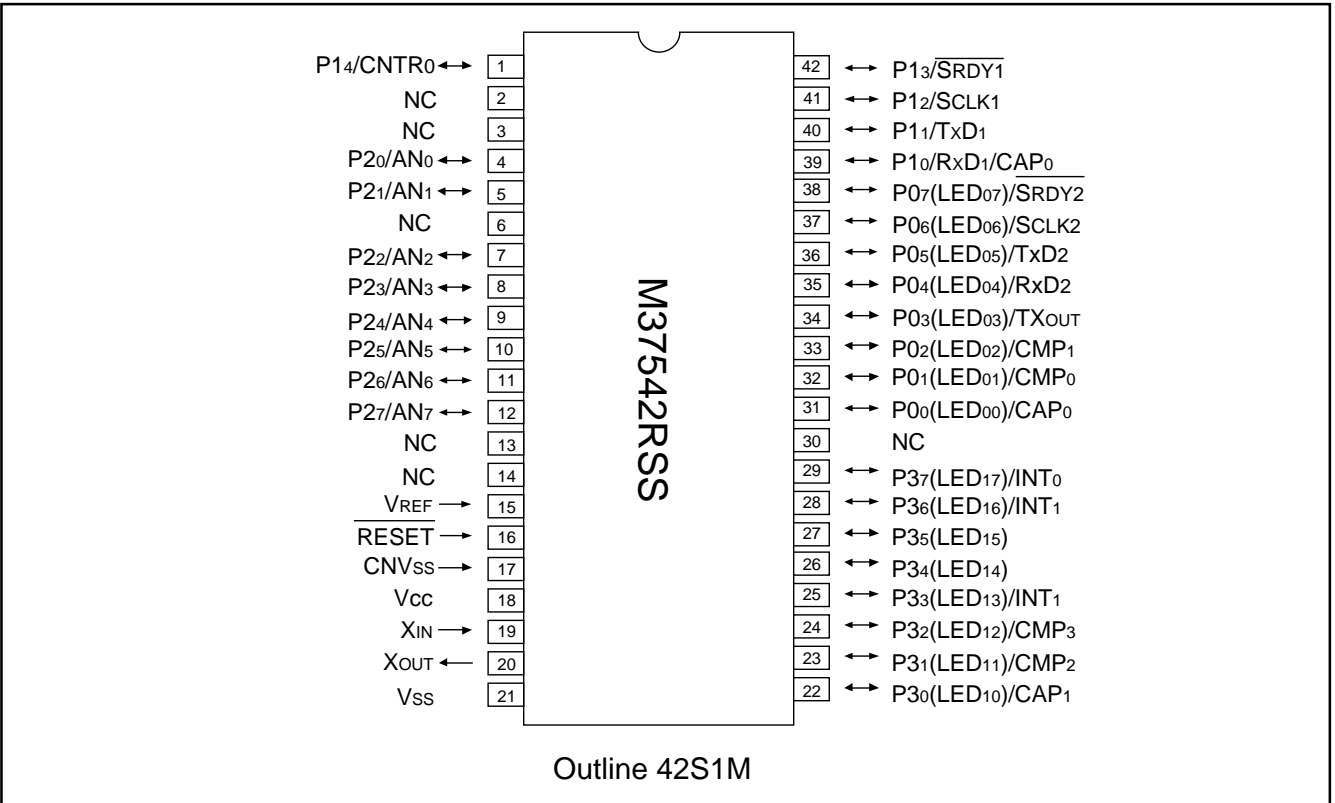 P14/CNTR0 1
NC 2
NC 3
P20/AN0 4
P21/AN1 5
NC 6
P22/AN2 7
P23/AN3 8
P24/AN4 9
P25/AN5 10
P26/AN6 11
P27/AN7 12
NC 13
NC 14
VREF 15
RESET 16
CNVSS 17
Vcc 18
XIN 19
XOUT 20
VSS 21
M37542RSS
42 P13/SRDY1
41 P12/SCLK1
40 P11/TXD1
39 P10/RXD1/CAP0
38 P07(LED07)/SRDY2
37 P06(LED06)/SCLK2
36 P05(LED05)/TxD2
35 P04(LED04)/RxD2
34 P03(LED03)/TXOUT
33 P02(LED02)/CMP1
32 P01(LED01)/CMP0
31 P00(LED00)/CAP0
30 NC
29 P37(LED17)/INT0
28 P36(LED16)/INT1
27 P35(LED15)
26 P34(LED14)
25 P33(LED13)/INT1
24 P32(LED12)/CMP3
23 P31(LED11)/CMP2
22 P30(LED10)/CAP1
Outline 42S1M